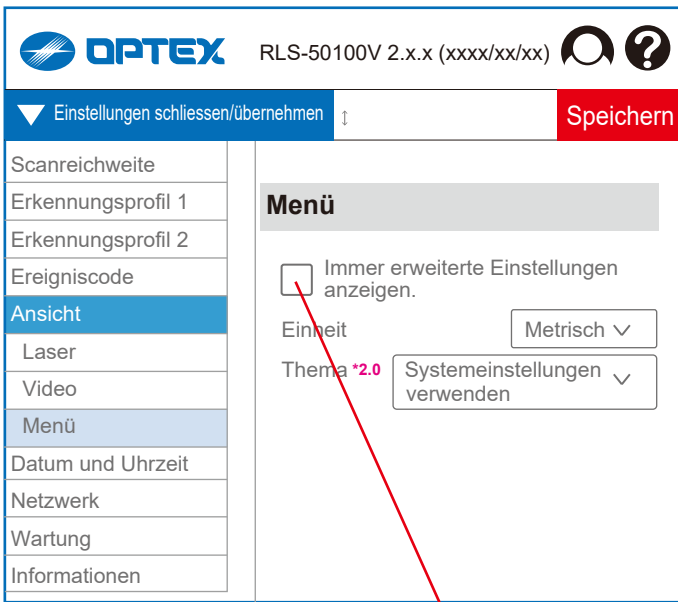 OPTEX RLS-50100V 2.x.x (xxxx/xx/xx) ?
Einstellungen schliessen/übernehmen ↕ Speichern
Scanreichweite
Erkennungsprofil 1
Erkennungsprofil 2
Ereigniscode
Ansicht
Laser
Video
Menü
Datum und Uhrzeit
Netzwerk
Wartung
Informationen
Menü
Immer erweiterte Einstellungen
anzeigen.
Einheit Metrisch
Thema *2.0 Systemeinstellungen
verwenden